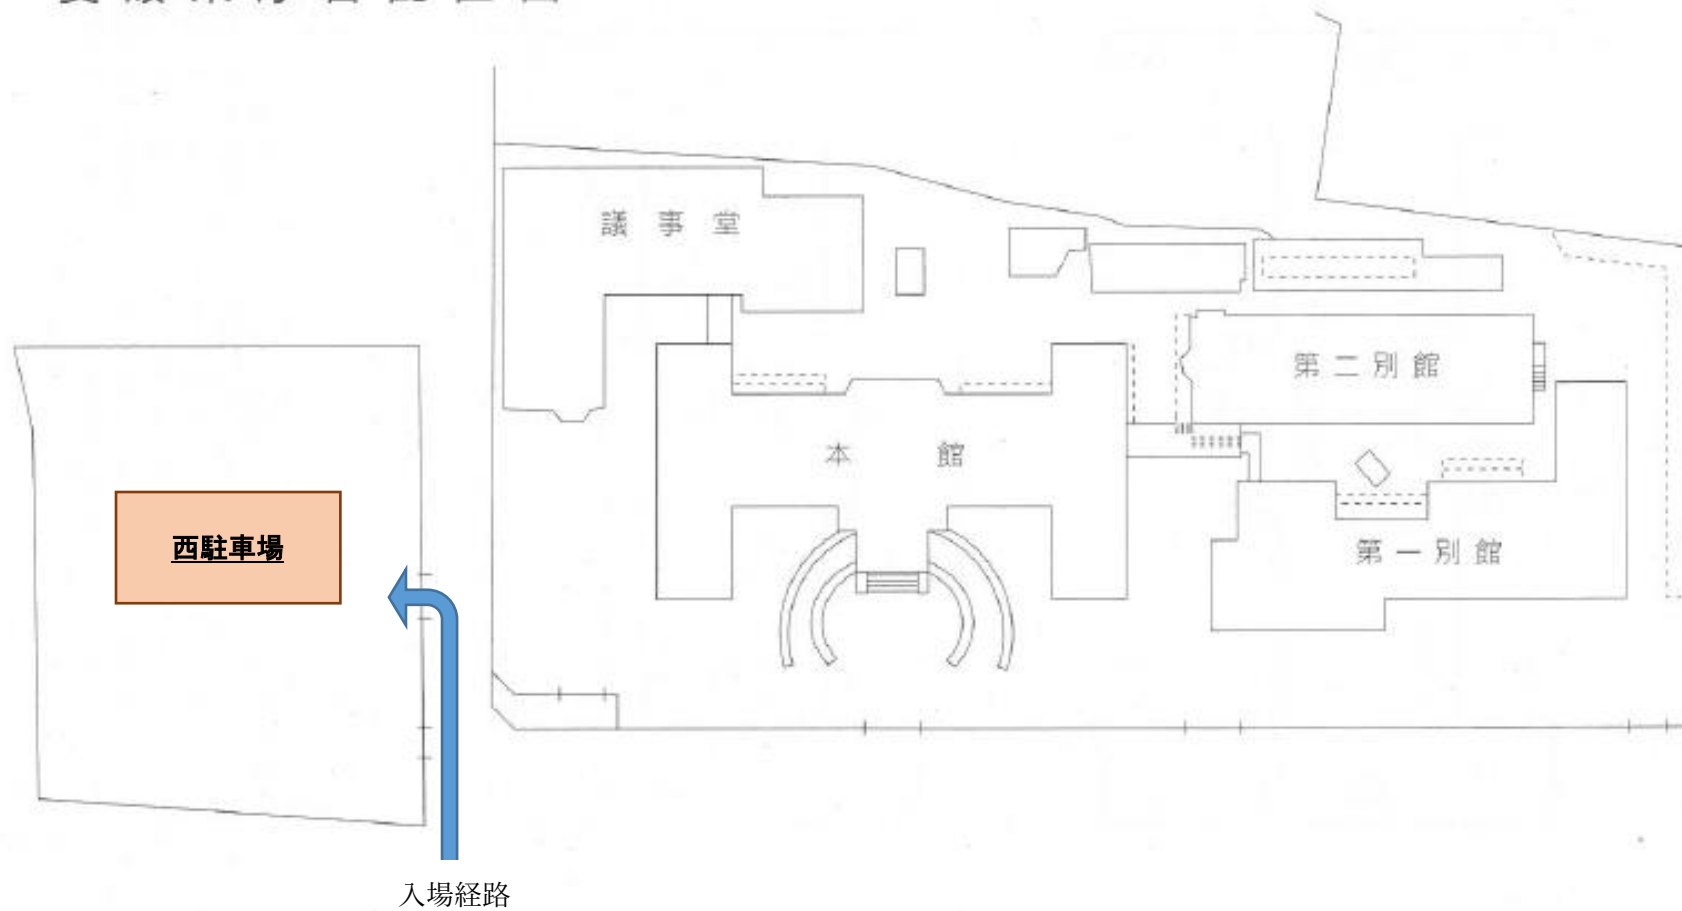 議事堂
第二別館
本館
西駐車場
第一別館
入場経路